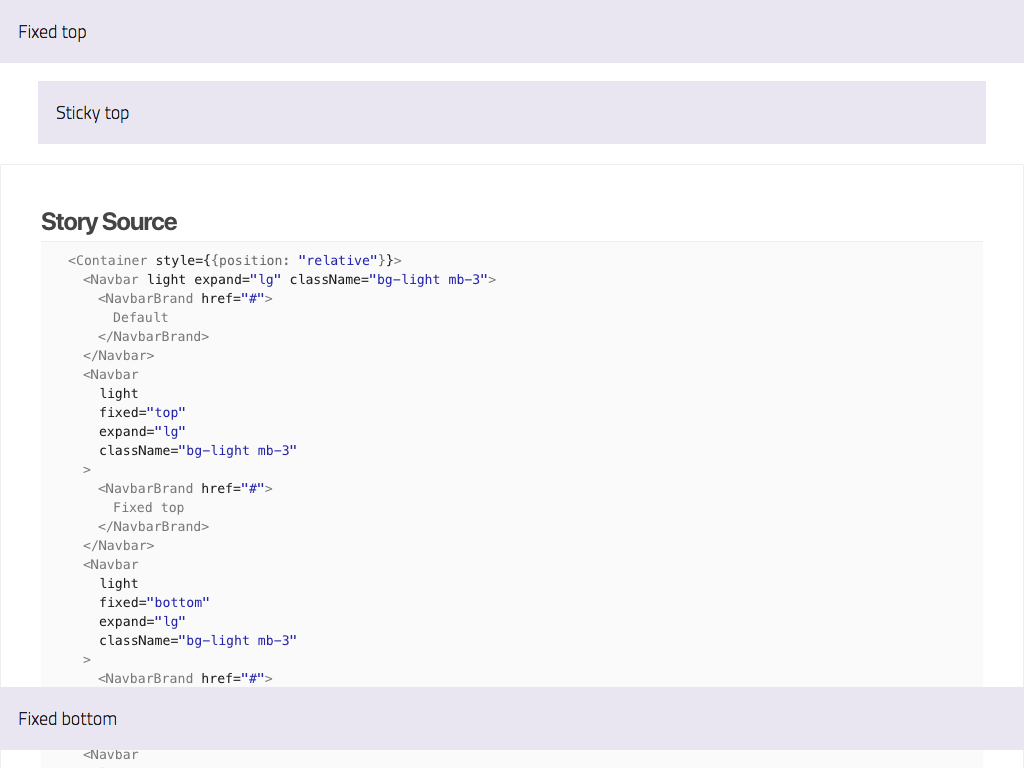 Fixed top
Sticky top
Story Source
<Container style={{position: "relative"}}>
<Navbar light expand="lg" className="bg-light mb-3">
<NavbarBrand href="#">
Default
</NavbarBrand>
</Navbar>
<Navbar
light
fixed="top"
expand="lg"
className="bg-light mb-3"
>
<NavbarBrand href="#">
Fixed top
</NavbarBrand>
</Navbar>
<Navbar
light
fixed="bottom"
expand="lg"
className="bg-light mb-3"
>
<NavbarBrand href="#">
Fixed bottom
<Navbar